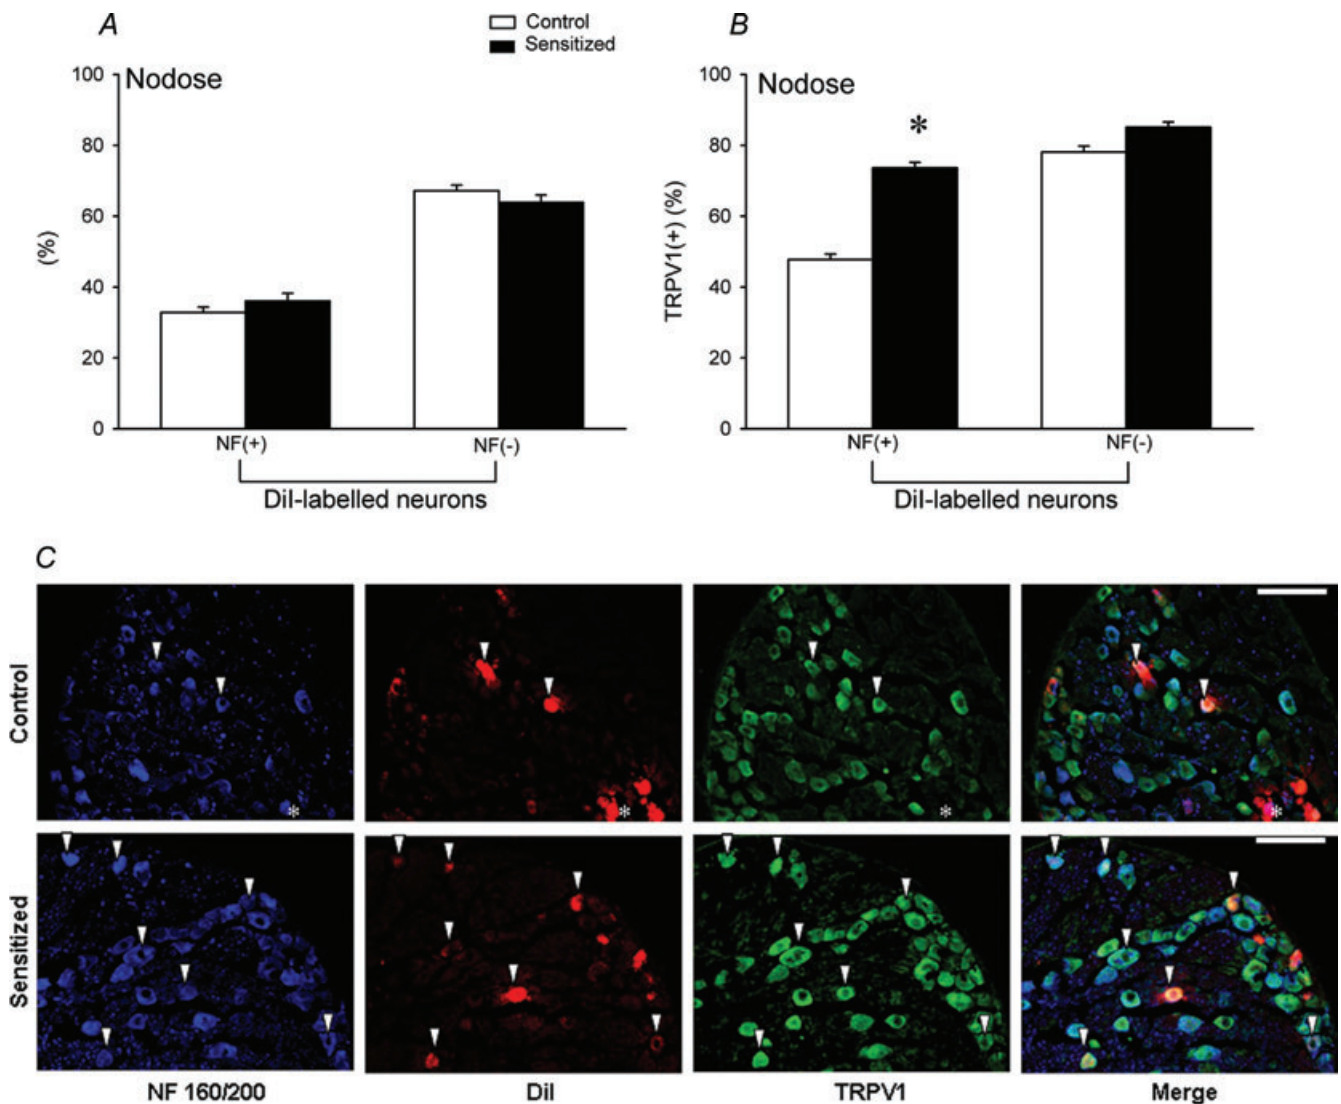 A
Control
Sensitized
B
Nodose
100
80
60
40
20
0
(%)
NF(+)
NF(-)
DiI-labelled neurons
Nodose
100
80
60
40
20
0
TRPV1(+) (%)
*
NF(+)
NF(-)
DiI-labelled neurons
C
Control
* * * *
Sensitized
NF 160/200
DiI
TRPV1
Merge